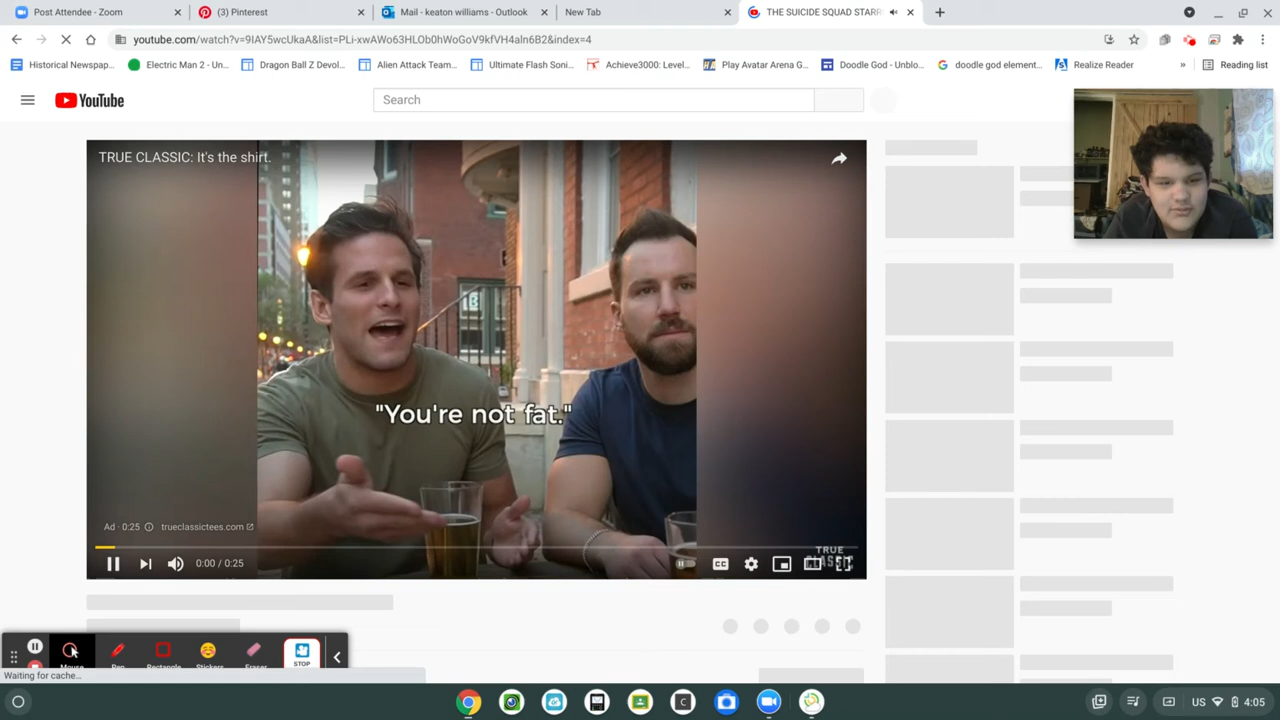 Post Attendee - Zoom
(3) Pinterest
Mail - keaton williams - Outlook
New Tab
THE SUICIDE SQUAD STARR
youtube.com/watch?v=9IAY5wcUkaA&list=PLi-xwAWo63HLOb0hWoGoV9kfVH4aln6B2&index=4
Historical Newspap...
Electric Man 2 - Un...
Dragon Ball Z Devol...
Alien Attack Team...
Ultimate Flash Soni...
Achieve3000: Level...
Play Avatar Arena G...
Doodle God - Unblo...
doodle god element...
Realize Reader
»
Reading list
YouTube
Search
TRUE CLASSIC: It's the shirt.
"You're not fat."
Ad · 0:25
trueclassictees.com
TRUE
CLASSIC
0:00 / 0:25
CC
Mouse
Pen
Rectangle
Stickers
Eraser
STOP
Waiting for cache...
US
4:05